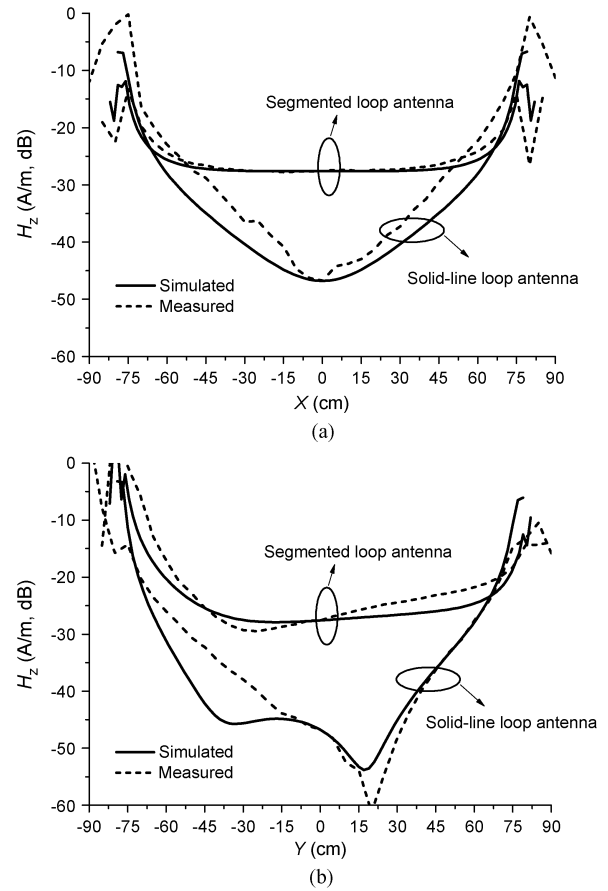 0
-10
-20
-30
-40
-50
-60
H_z (A/m, dB)
Segmented loop antenna
Solid-line loop antenna
Simulated
Measured
-90 -75 -60 -45 -30 -15 0 15 30 45 60 75 90
X (cm)
(a)
0
-10
-20
-30
-40
-50
-60
H_z (A/m, dB)
Segmented loop antenna
Solid-line loop antenna
Simulated
Measured
-90 -75 -60 -45 -30 -15 0 15 30 45 60 75 90
Y (cm)
(b)